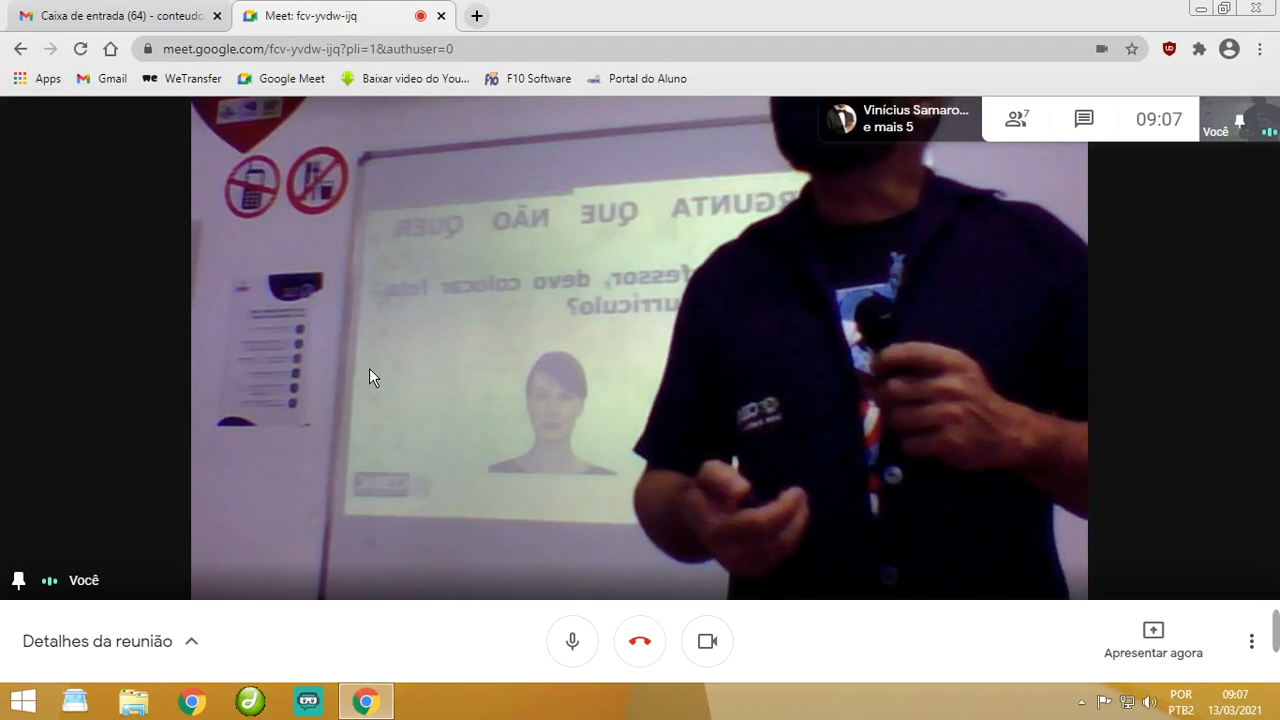 Caixa de entrada (64) - conteudo
Meet: fcv-yvdw-ijq
meet.google.com/fcv-yvdw-ijq?pli=1&authuser=0
Apps Gmail WeTransfer Google Meet Baixar video do You... F10 Software Portal do Aluno
Vinícius Samaro...
e mais 5
7
09:07
Você
RGUNTA QUE NÃO QUER
fessor, devo colocar foto
urrículo?
Você
Detalhes da reunião
Apresentar agora
POR
PTB2
09:07
13/03/2021